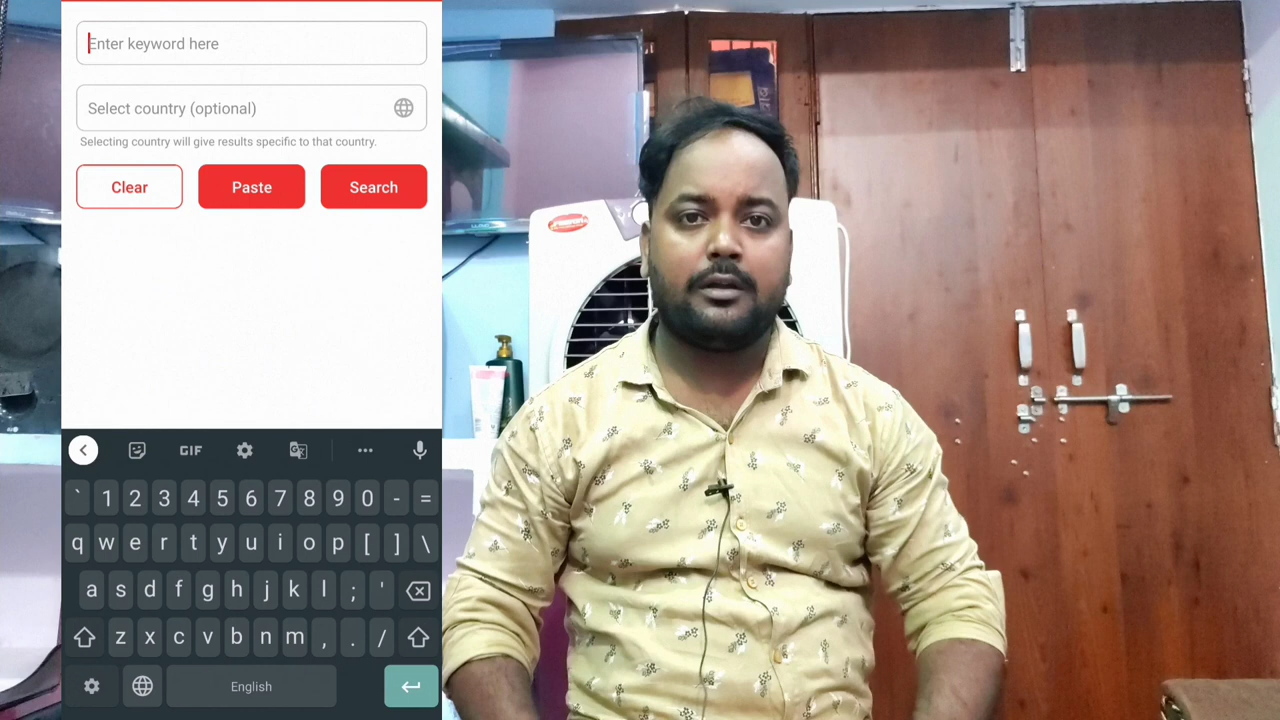 Enter keyword here
Select country (optional)
Selecting country will give results specific to that country.
Clear Paste Search
GIF
` 1 2 3 4 5 6 7 8 9 0 - =
q w e r t y u i o p [ ] \
a s d f g h j k l ; '
z x c v b n m , . /
English